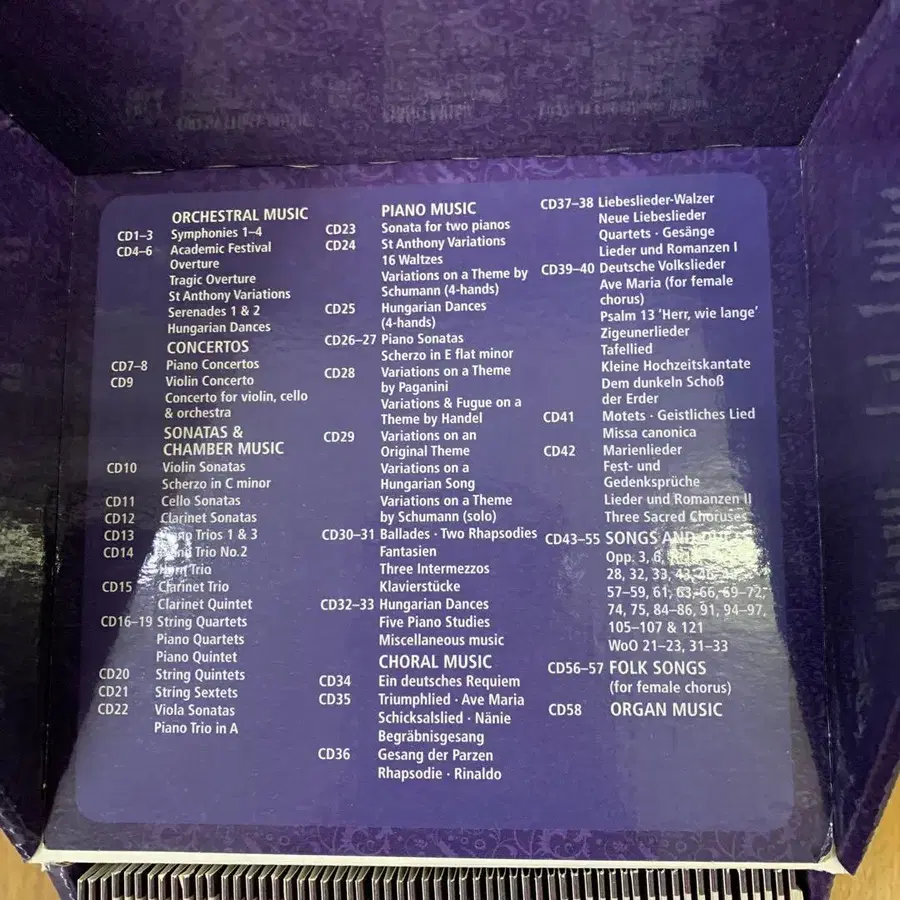 ORCHESTRAL MUSIC
CD1–3 Symphonies 1–4
CD4–6 Academic Festival
Overture
Tragic Overture
St Anthony Variations
Serenades 1 & 2
Hungarian Dances
CONCERTOS
CD7–8 Piano Concertos
CD9 Violin Concerto
Concerto for violin, cello
& orchestra
SONATAS &
CHAMBER MUSIC
CD10 Violin Sonatas
Scherzo in C minor
CD11 Cello Sonatas
CD12 Clarinet Sonatas
CD13 Piano Trios 1 & 3
CD14 Piano Trio No.2
Horn Trio
CD15 Clarinet Trio
Clarinet Quintet
CD16–19 String Quartets
Piano Quartets
Piano Quintet
CD20 String Quintets
CD21 String Sextets
CD22 Viola Sonatas
Piano Trio in A
PIANO MUSIC
CD23 Sonata for two pianos
CD24 St Anthony Variations
16 Waltzes
Variations on a Theme by
Schumann (4-hands)
CD25 Hungarian Dances
(4-hands)
CD26–27 Piano Sonatas
Scherzo in E flat minor
CD28 Variations on a Theme
by Paganini
Variations & Fugue on a
Theme by Handel
CD29 Variations on an
Original Theme
Variations on a
Hungarian Song
Variations on a Theme
by Schumann (solo)
CD30–31 Ballades · Two Rhapsodies
Fantasien
Three Intermezzos
Klavierstücke
CD32–33 Hungarian Dances
Five Piano Studies
Miscellaneous music
CHORAL MUSIC
CD34 Ein deutsches Requiem
CD35 Triumphlied · Ave Maria
Schicksalslied · Nänie
Begräbnisgesang
CD36 Gesang der Parzen
Rhapsodie · Rinaldo
CD37–38 Liebeslieder-Walzer
Neue Liebeslieder
Quartets · Gesänge
Lieder und Romanzen I
CD39–40 Deutsche Volkslieder
Ave Maria (for female
chorus)
Psalm 13 ‘Herr, wie lange’
Zigeunerlieder
Tafellied
Kleine Hochzeitskantate
Dem dunkeln Schoß
der Erder
CD41 Motets · Geistliches Lied
Missa canonica
CD42 Marienlieder
Fest- und
Gedenksprüche
Lieder und Romanzen II
Three Sacred Choruses
CD43–55 SONGS AND
Opp. 3, 6,
28, 32, 33, 43,
57–59, 61, 63, 66, 69–72,
74, 75, 84–86, 91, 94–97,
105–107 & 121
WoO 21–23, 31–33
CD56–57 FOLK SONGS
(for female chorus)
CD58 ORGAN MUSIC